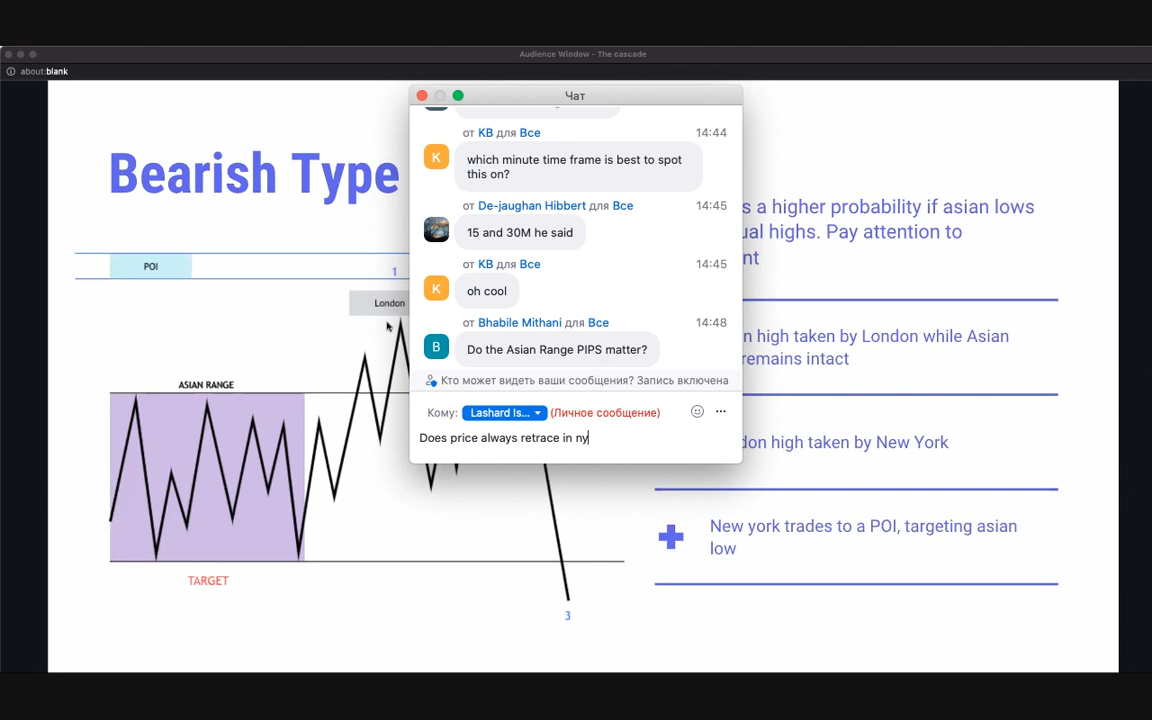 Audience Window - The cascade
about:blank
Bearish Type
POI
1
London
ASIAN RANGE
TARGET
3
Чат
от KB для Все 14:44
which minute time frame is best to spot
this on?
от De-jaughan Hibbert для Все 14:45
15 and 30M he said
от KB для Все 14:45
oh cool
от Bhabile Mithani для Все 14:48
Do the Asian Range PIPS matter?
Кто может видеть ваши сообщения? Запись включена
Кому: Lashard Is... (Личное сообщение)
Does price always retrace in ny
a higher probability if asian lows
highs. Pay attention to
high taken by London while Asian
remains intact
high taken by New York
New york trades to a POI, targeting asian
low